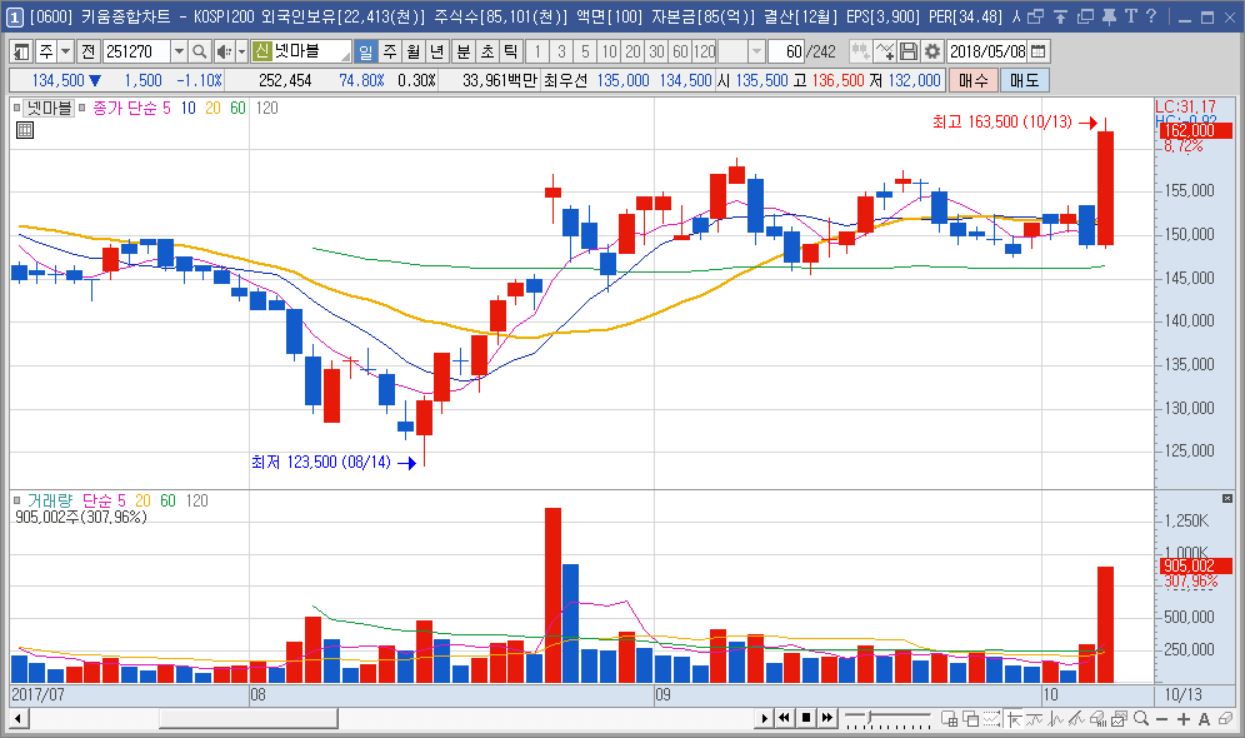 1 [0600] 키움종합차트 - KOSPI200 외국인보유[22,413(천)] 주식수[85,101(천)] 액면[100] 자본금[85(억)] 결산[12월] EPS[3,900] PER[34.48]
주 전 251270 신 넷마블 일 주 월 년 분 초 틱 1 3 5 10 20 30 60 120 60 /242 2018/05/08
134,500 ▼ 1,500 -1.10% 252,454 74.80% 0.30% 33,961백만 최우선 135,000 134,500 시 135,500 고 136,500 저 132,000 매수 매도
넷마블 종가 단순 5 10 20 60 120
LC:31.17
최고 163,500 (10/13)
162,000
8.72%
155,000
150,000
145,000
140,000
135,000
130,000
125,000
최저 123,500 (08/14)
거래량 단순 5 20 60 120
905,002주(307.96%)
1,250K
1,000K
905,002
307.96%
500,000
250,000
2017/07 08 09 10 10/13